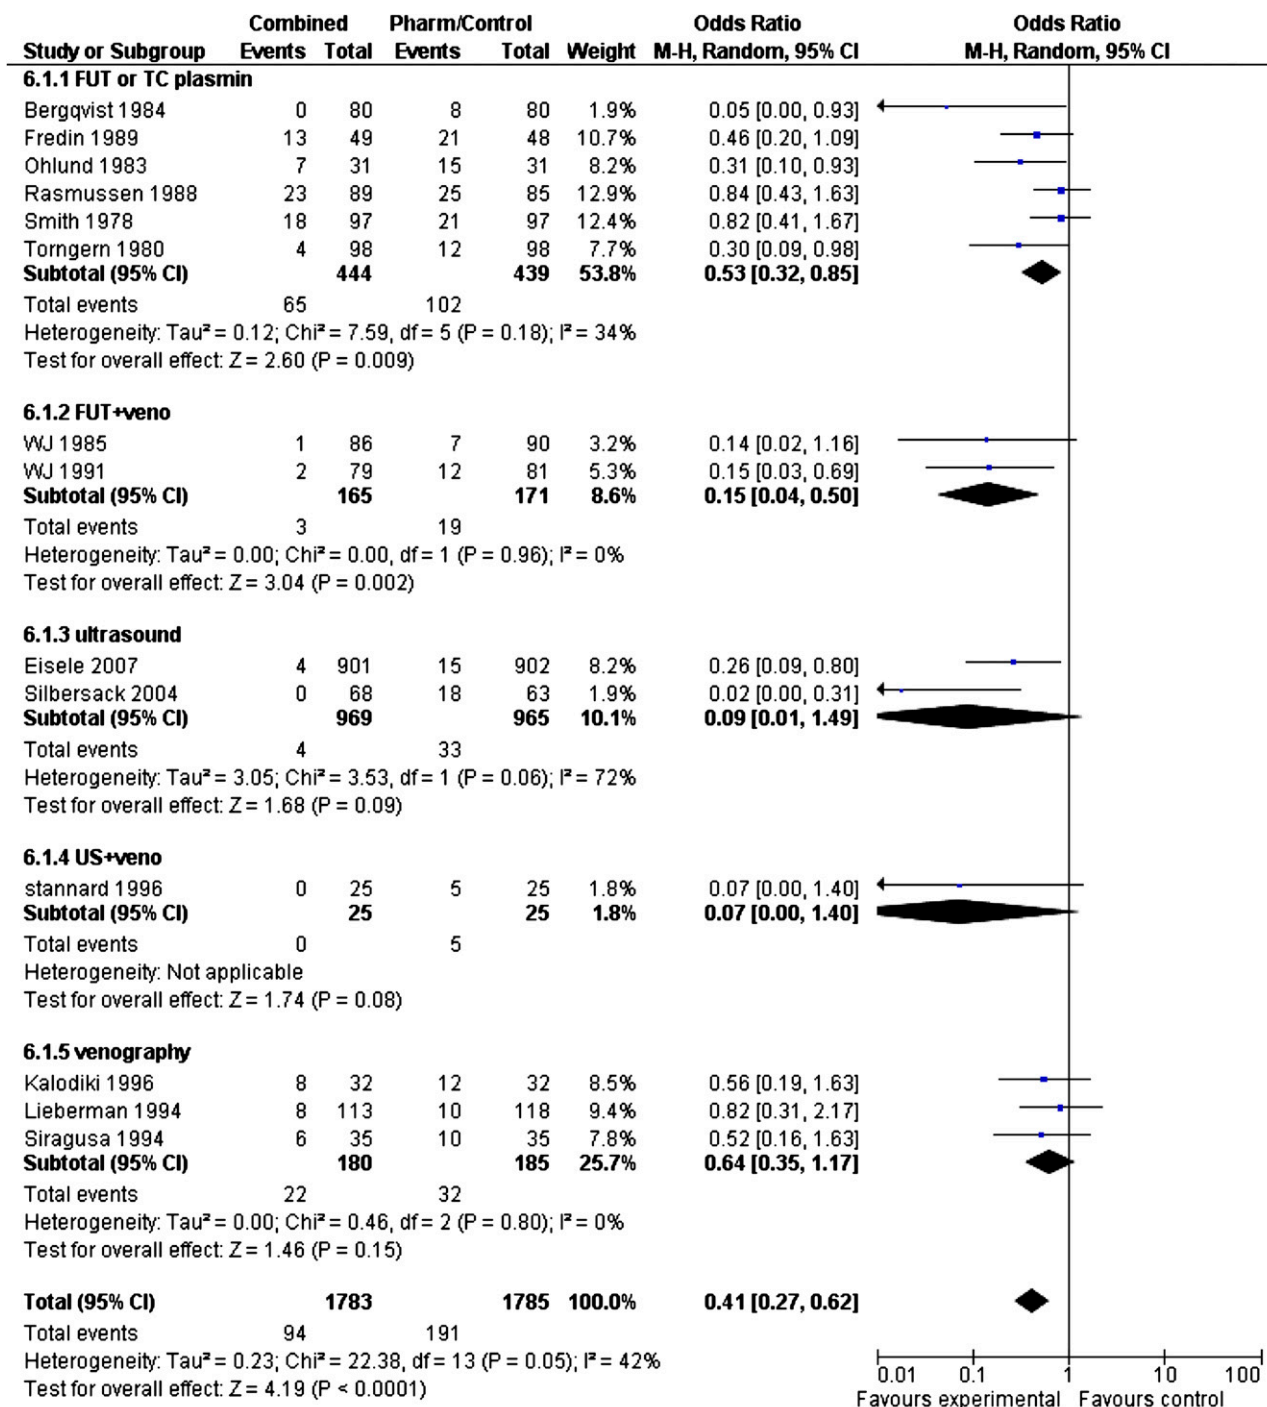 Combined Pharm/Control Odds Ratio Odds Ratio
Study or Subgroup Events Total Events Total Weight M-H, Random, 95% CI M-H, Random, 95% CI
6.1.1 FUT or TC plasmin
Bergqvist 1984 0 80 8 80 1.9% 0.05 [0.00, 0.93]
Fredin 1989 13 49 21 48 10.7% 0.46 [0.20, 1.09]
Ohlund 1983 7 31 15 31 8.2% 0.31 [0.10, 0.93]
Rasmussen 1988 23 89 25 85 12.9% 0.84 [0.43, 1.63]
Smith 1978 18 97 21 97 12.4% 0.82 [0.41, 1.67]
Torngern 1980 4 98 12 98 7.7% 0.30 [0.09, 0.98]
Subtotal (95% CI) 444 439 53.8% 0.53 [0.32, 0.85]
Total events 65 102
Heterogeneity: Tau² = 0.12; Chi² = 7.59, df = 5 (P = 0.18); I² = 34%
Test for overall effect: Z = 2.60 (P = 0.009)
6.1.2 FUT+veno
WJ 1985 1 86 7 90 3.2% 0.14 [0.02, 1.16]
WJ 1991 2 79 12 81 5.3% 0.15 [0.03, 0.69]
Subtotal (95% CI) 165 171 8.6% 0.15 [0.04, 0.50]
Total events 3 19
Heterogeneity: Tau² = 0.00; Chi² = 0.00, df = 1 (P = 0.96); I² = 0%
Test for overall effect: Z = 3.04 (P = 0.002)
6.1.3 ultrasound
Eisele 2007 4 901 15 902 8.2% 0.26 [0.09, 0.80]
Silbersack 2004 0 68 18 63 1.9% 0.02 [0.00, 0.31]
Subtotal (95% CI) 969 965 10.1% 0.09 [0.01, 1.49]
Total events 4 33
Heterogeneity: Tau² = 3.05; Chi² = 3.53, df = 1 (P = 0.06); I² = 72%
Test for overall effect: Z = 1.68 (P = 0.09)
6.1.4 US+veno
stannard 1996 0 25 5 25 1.8% 0.07 [0.00, 1.40]
Subtotal (95% CI) 25 25 1.8% 0.07 [0.00, 1.40]
Total events 0 5
Heterogeneity: Not applicable
Test for overall effect: Z = 1.74 (P = 0.08)
6.1.5 venography
Kalodiki 1996 8 32 12 32 8.5% 0.56 [0.19, 1.63]
Lieberman 1994 8 113 10 118 9.4% 0.82 [0.31, 2.17]
Siragusa 1994 6 35 10 35 7.8% 0.52 [0.16, 1.63]
Subtotal (95% CI) 180 185 25.7% 0.64 [0.35, 1.17]
Total events 22 32
Heterogeneity: Tau² = 0.00; Chi² = 0.46, df = 2 (P = 0.80); I² = 0%
Test for overall effect: Z = 1.46 (P = 0.15)
Total (95% CI) 1783 1785 100.0% 0.41 [0.27, 0.62]
Total events 94 191
Heterogeneity: Tau² = 0.23; Chi² = 22.38, df = 13 (P = 0.05); I² = 42%
Test for overall effect: Z = 4.19 (P < 0.0001)
0.01 0.1 1 10 100
Favours experimental Favours control